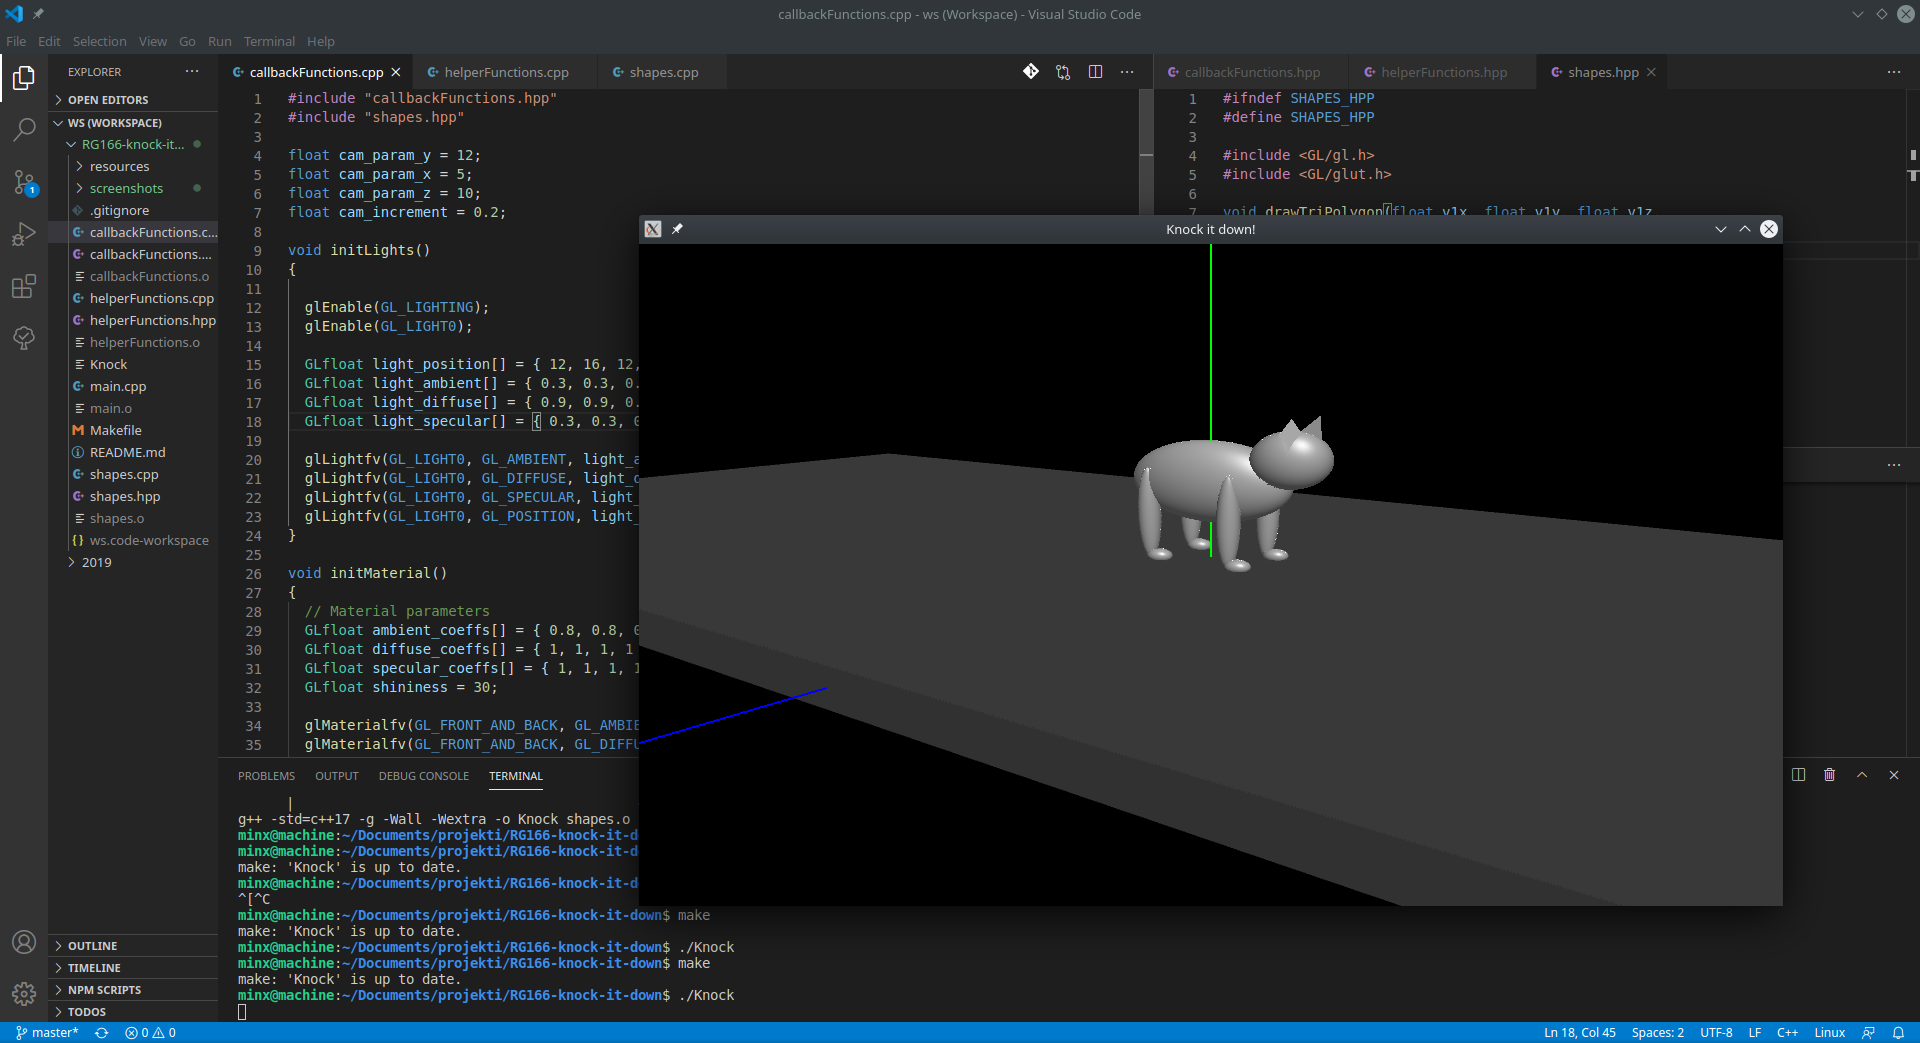 callbackFunctions.cpp - ws (Workspace) - Visual Studio Code
File Edit Selection View Go Run Terminal Help
EXPLORER
OPEN EDITORS
WS (WORKSPACE)
RG166-knock-it...
resources
screenshots
.gitignore
callbackFunctions.c...
callbackFunctions....
callbackFunctions.o
helperFunctions.cpp
helperFunctions.hpp
helperFunctions.o
Knock
main.cpp
main.o
Makefile
README.md
shapes.cpp
shapes.hpp
shapes.o
ws.code-workspace
2019
OUTLINE
TIMELINE
NPM SCRIPTS
TODOS
1
callbackFunctions.cpp helperFunctions.cpp shapes.cpp
1 #include "callbackFunctions.hpp"
2 #include "shapes.hpp"
3
4 float cam_param_y = 12;
5 float cam_param_x = 5;
6 float cam_param_z = 10;
7 float cam_increment = 0.2;
8
9 void initLights()
10 {
11
12 glEnable(GL_LIGHTING);
13 glEnable(GL_LIGHT0);
14
15 GLfloat light_position[] = { 12, 16, 12,
16 GLfloat light_ambient[] = { 0.3, 0.3, 0.
17 GLfloat light_diffuse[] = { 0.9, 0.9, 0.
18 GLfloat light_specular[] = { 0.3, 0.3, 0
19
20 glLightfv(GL_LIGHT0, GL_AMBIENT, light_a
21 glLightfv(GL_LIGHT0, GL_DIFFUSE, light_d
22 glLightfv(GL_LIGHT0, GL_SPECULAR, light_
23 glLightfv(GL_LIGHT0, GL_POSITION, light_
24 }
25
26 void initMaterial()
27 {
28 // Material parameters
29 GLfloat ambient_coeffs[] = { 0.8, 0.8, 0
30 GLfloat diffuse_coeffs[] = { 1, 1, 1, 1
31 GLfloat specular_coeffs[] = { 1, 1, 1, 1
32 GLfloat shininess = 30;
33
34 glMaterialfv(GL_FRONT_AND_BACK, GL_AMBIE
35 glMaterialfv(GL_FRONT_AND_BACK, GL_DIFFU
callbackFunctions.hpp helperFunctions.hpp shapes.hpp
1 #ifndef SHAPES_HPP
2 #define SHAPES_HPP
3
4 #include <GL/gl.h>
5 #include <GL/glut.h>
6
7 void drawTriPolygon(float v1x, float v1y, float v1z,
Knock it down!
PROBLEMS OUTPUT DEBUG CONSOLE TERMINAL
|
g++ -std=c++17 -g -Wall -Wextra -o Knock shapes.o
minx@machine:~/Documents/projekti/RG166-knock-it-d
minx@machine:~/Documents/projekti/RG166-knock-it-d
make: 'Knock' is up to date.
minx@machine:~/Documents/projekti/RG166-knock-it-d
^[^C
minx@machine:~/Documents/projekti/RG166-knock-it-down$ make
make: 'Knock' is up to date.
minx@machine:~/Documents/projekti/RG166-knock-it-down$ ./Knock
minx@machine:~/Documents/projekti/RG166-knock-it-down$ make
make: 'Knock' is up to date.
minx@machine:~/Documents/projekti/RG166-knock-it-down$ ./Knock
master* 0 0 Ln 18, Col 45 Spaces: 2 UTF-8 LF C++ Linux